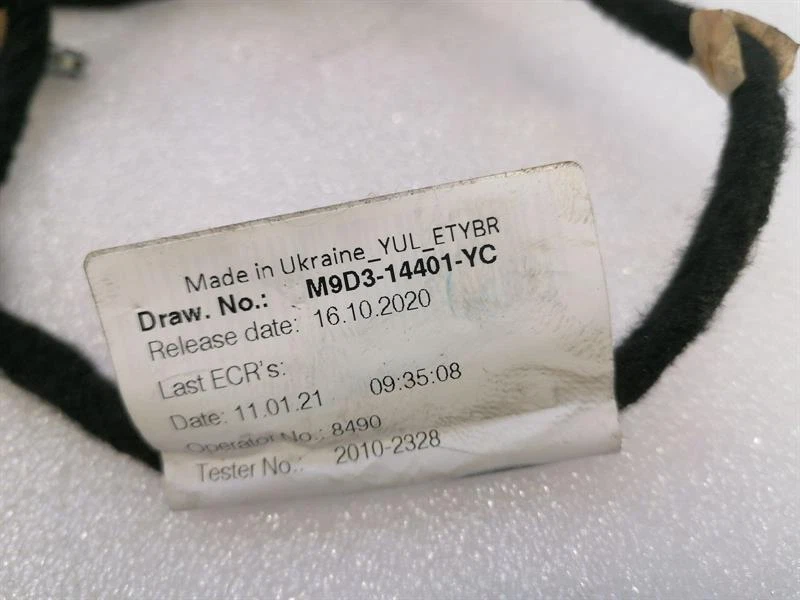 Made in Ukraine_YUL_ETYBR
Draw. No.: M9D3-14401-YC
Release date: 16.10.2020
Last ECR's:
Date: 11.01.21 09:35:08
Operator No.: 8490
Tester No.: 2010-2328